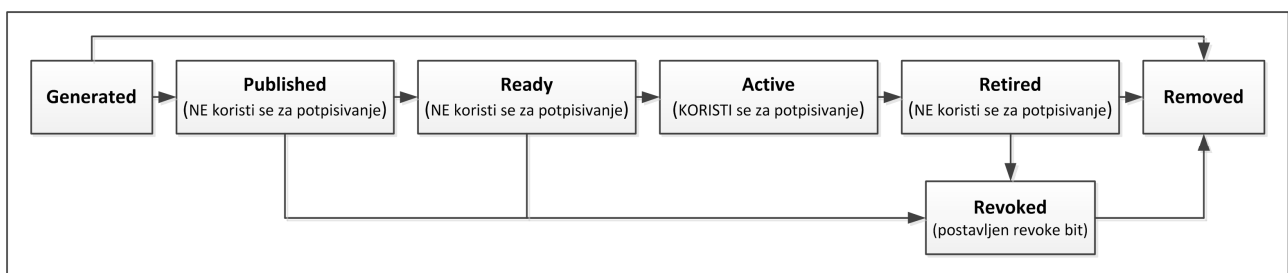 Generated
Published
(NE koristi se za potpisivanje)
Ready
(NE koristi se za potpisivanje)
Active
(KORISTI se za potpisivanje)
Retired
(NE koristi se za potpisivanje)
Removed
Revoked
(postavljen revoke bit)